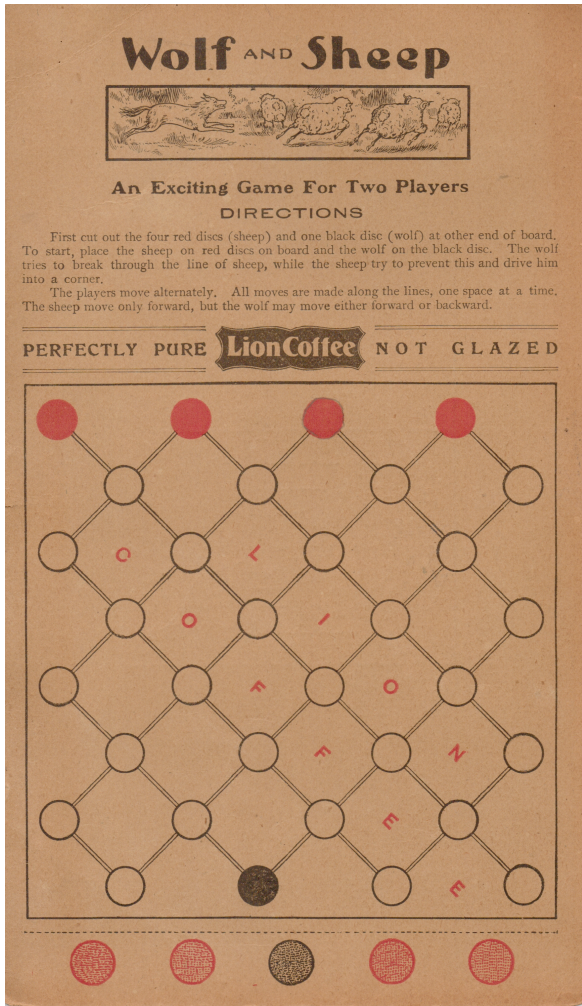 Wolf AND Sheep
An Exciting Game For Two Players
DIRECTIONS
First cut out the four red discs (sheep) and one black disc (wolf) at other end of board.
To start, place the sheep on red discs on board and the wolf on the black disc. The wolf
tries to break through the line of sheep, while the sheep try to prevent this and drive him
into a corner.
The players move alternately. All moves are made along the lines, one space at a time.
The sheep move only forward, but the wolf may move either forward or backward.
PERFECTLY PURE Lion Coffee NOT GLAZED
C L
O I
F O
F N
E
E